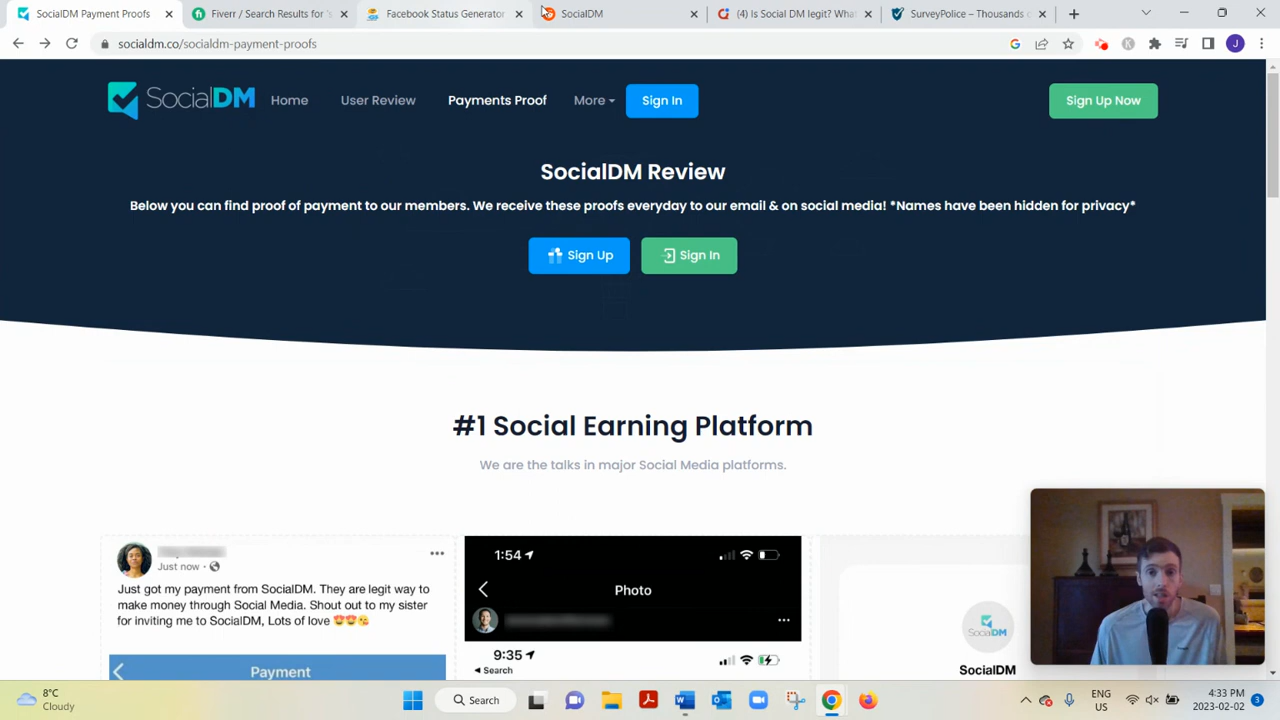 SocialDM Payment Proofs
Fiverr / Search Results for 's
Facebook Status Generator
SocialDM
(4) Is Social DM legit? What
SurveyPolice – Thousands o
socialdm.co/socialdm-payment-proofs
J
SocialDM
Home
User Review
Payments Proof
More
Sign In
Sign Up Now
SocialDM Review
Below you can find proof of payment to our members. We receive these proofs everyday to our email & on social media! *Names have been hidden for privacy*
Sign Up
Sign In
#1 Social Earning Platform
We are the talks in major Social Media platforms.
Just now
Just got my payment from SocialDM. They are legit way to
make money through Social Media. Shout out to my sister
for inviting me to SocialDM, Lots of love
Payment
1:54
Photo
9:35
Search
SocialDM
SocialDM
8°C
Cloudy
Search
ENG
US
4:33 PM
2023-02-02
3